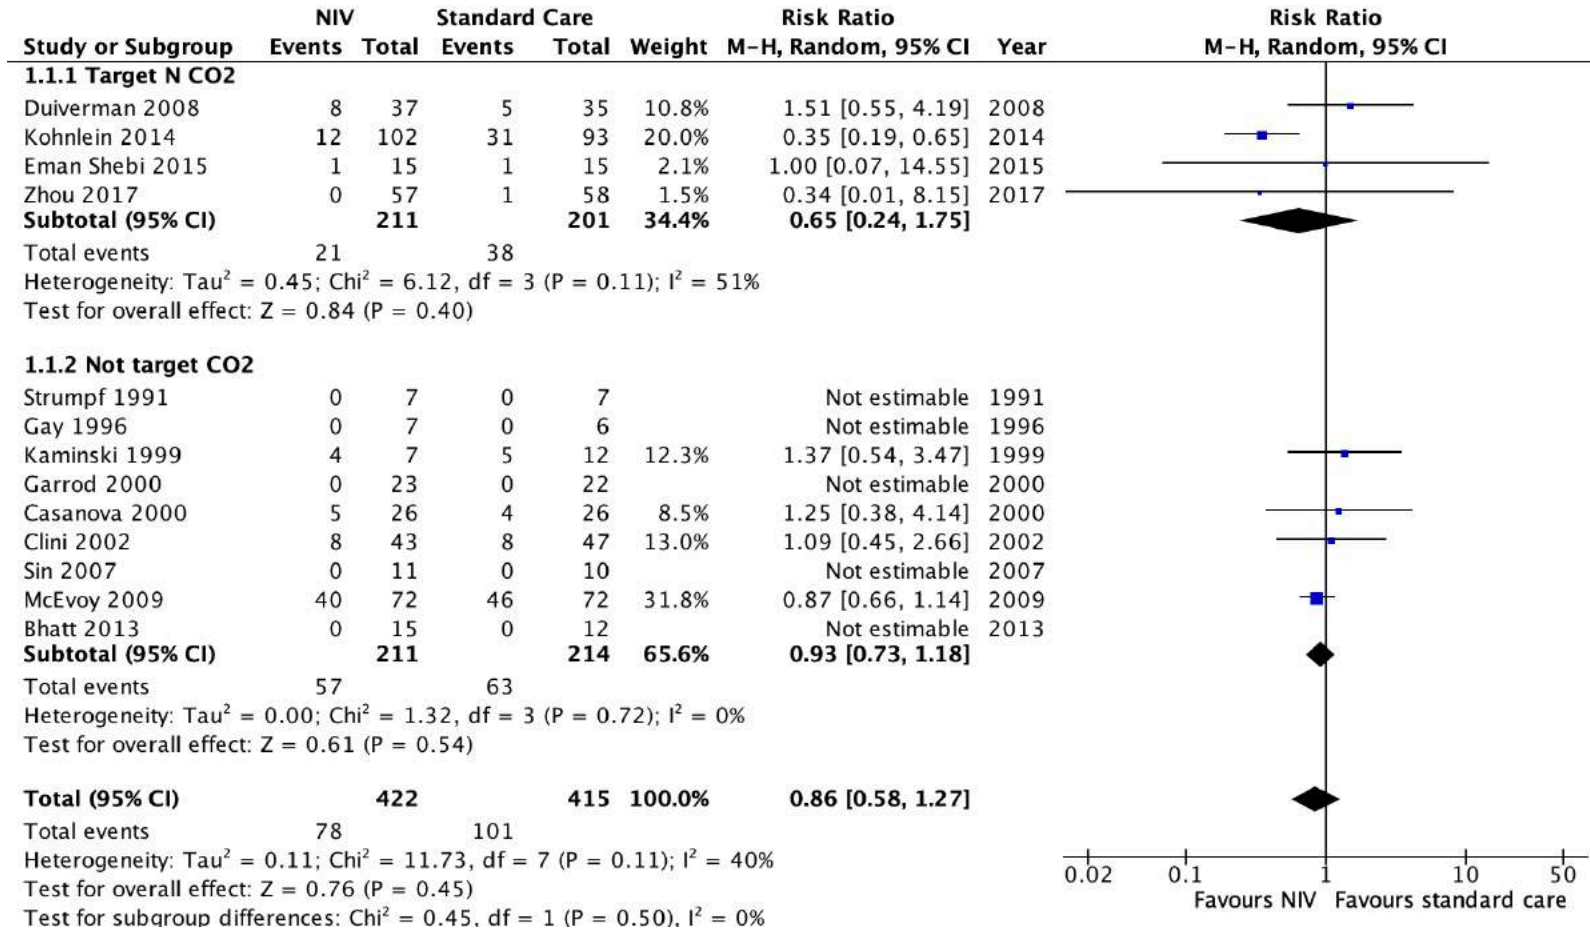 NIV Standard Care Risk Ratio Risk Ratio
Study or Subgroup Events Total Events Total Weight M-H, Random, 95% CI Year M-H, Random, 95% CI
1.1.1 Target N CO2
Duiverman 2008 8 37 5 35 10.8% 1.51 [0.55, 4.19] 2008
Kohnlein 2014 12 102 31 93 20.0% 0.35 [0.19, 0.65] 2014
Eman Shebi 2015 1 15 1 15 2.1% 1.00 [0.07, 14.55] 2015
Zhou 2017 0 57 1 58 1.5% 0.34 [0.01, 8.15] 2017
Subtotal (95% CI) 211 201 34.4% 0.65 [0.24, 1.75]
Total events 21 38
Heterogeneity: Tau² = 0.45; Chi² = 6.12, df = 3 (P = 0.11); I² = 51%
Test for overall effect: Z = 0.84 (P = 0.40)
1.1.2 Not target CO2
Strumpf 1991 0 7 0 7 Not estimable 1991
Gay 1996 0 7 0 6 Not estimable 1996
Kaminski 1999 4 7 5 12 12.3% 1.37 [0.54, 3.47] 1999
Garrod 2000 0 23 0 22 Not estimable 2000
Casanova 2000 5 26 4 26 8.5% 1.25 [0.38, 4.14] 2000
Clini 2002 8 43 8 47 13.0% 1.09 [0.45, 2.66] 2002
Sin 2007 0 11 0 10 Not estimable 2007
McEvoy 2009 40 72 46 72 31.8% 0.87 [0.66, 1.14] 2009
Bhatt 2013 0 15 0 12 Not estimable 2013
Subtotal (95% CI) 211 214 65.6% 0.93 [0.73, 1.18]
Total events 57 63
Heterogeneity: Tau² = 0.00; Chi² = 1.32, df = 3 (P = 0.72); I² = 0%
Test for overall effect: Z = 0.61 (P = 0.54)
Total (95% CI) 422 415 100.0% 0.86 [0.58, 1.27]
Total events 78 101
Heterogeneity: Tau² = 0.11; Chi² = 11.73, df = 7 (P = 0.11); I² = 40%
Test for overall effect: Z = 0.76 (P = 0.45)
Test for subgroup differences: Chi² = 0.45, df = 1 (P = 0.50), I² = 0%
0.02 0.1 1 10 50
Favours NIV Favours standard care